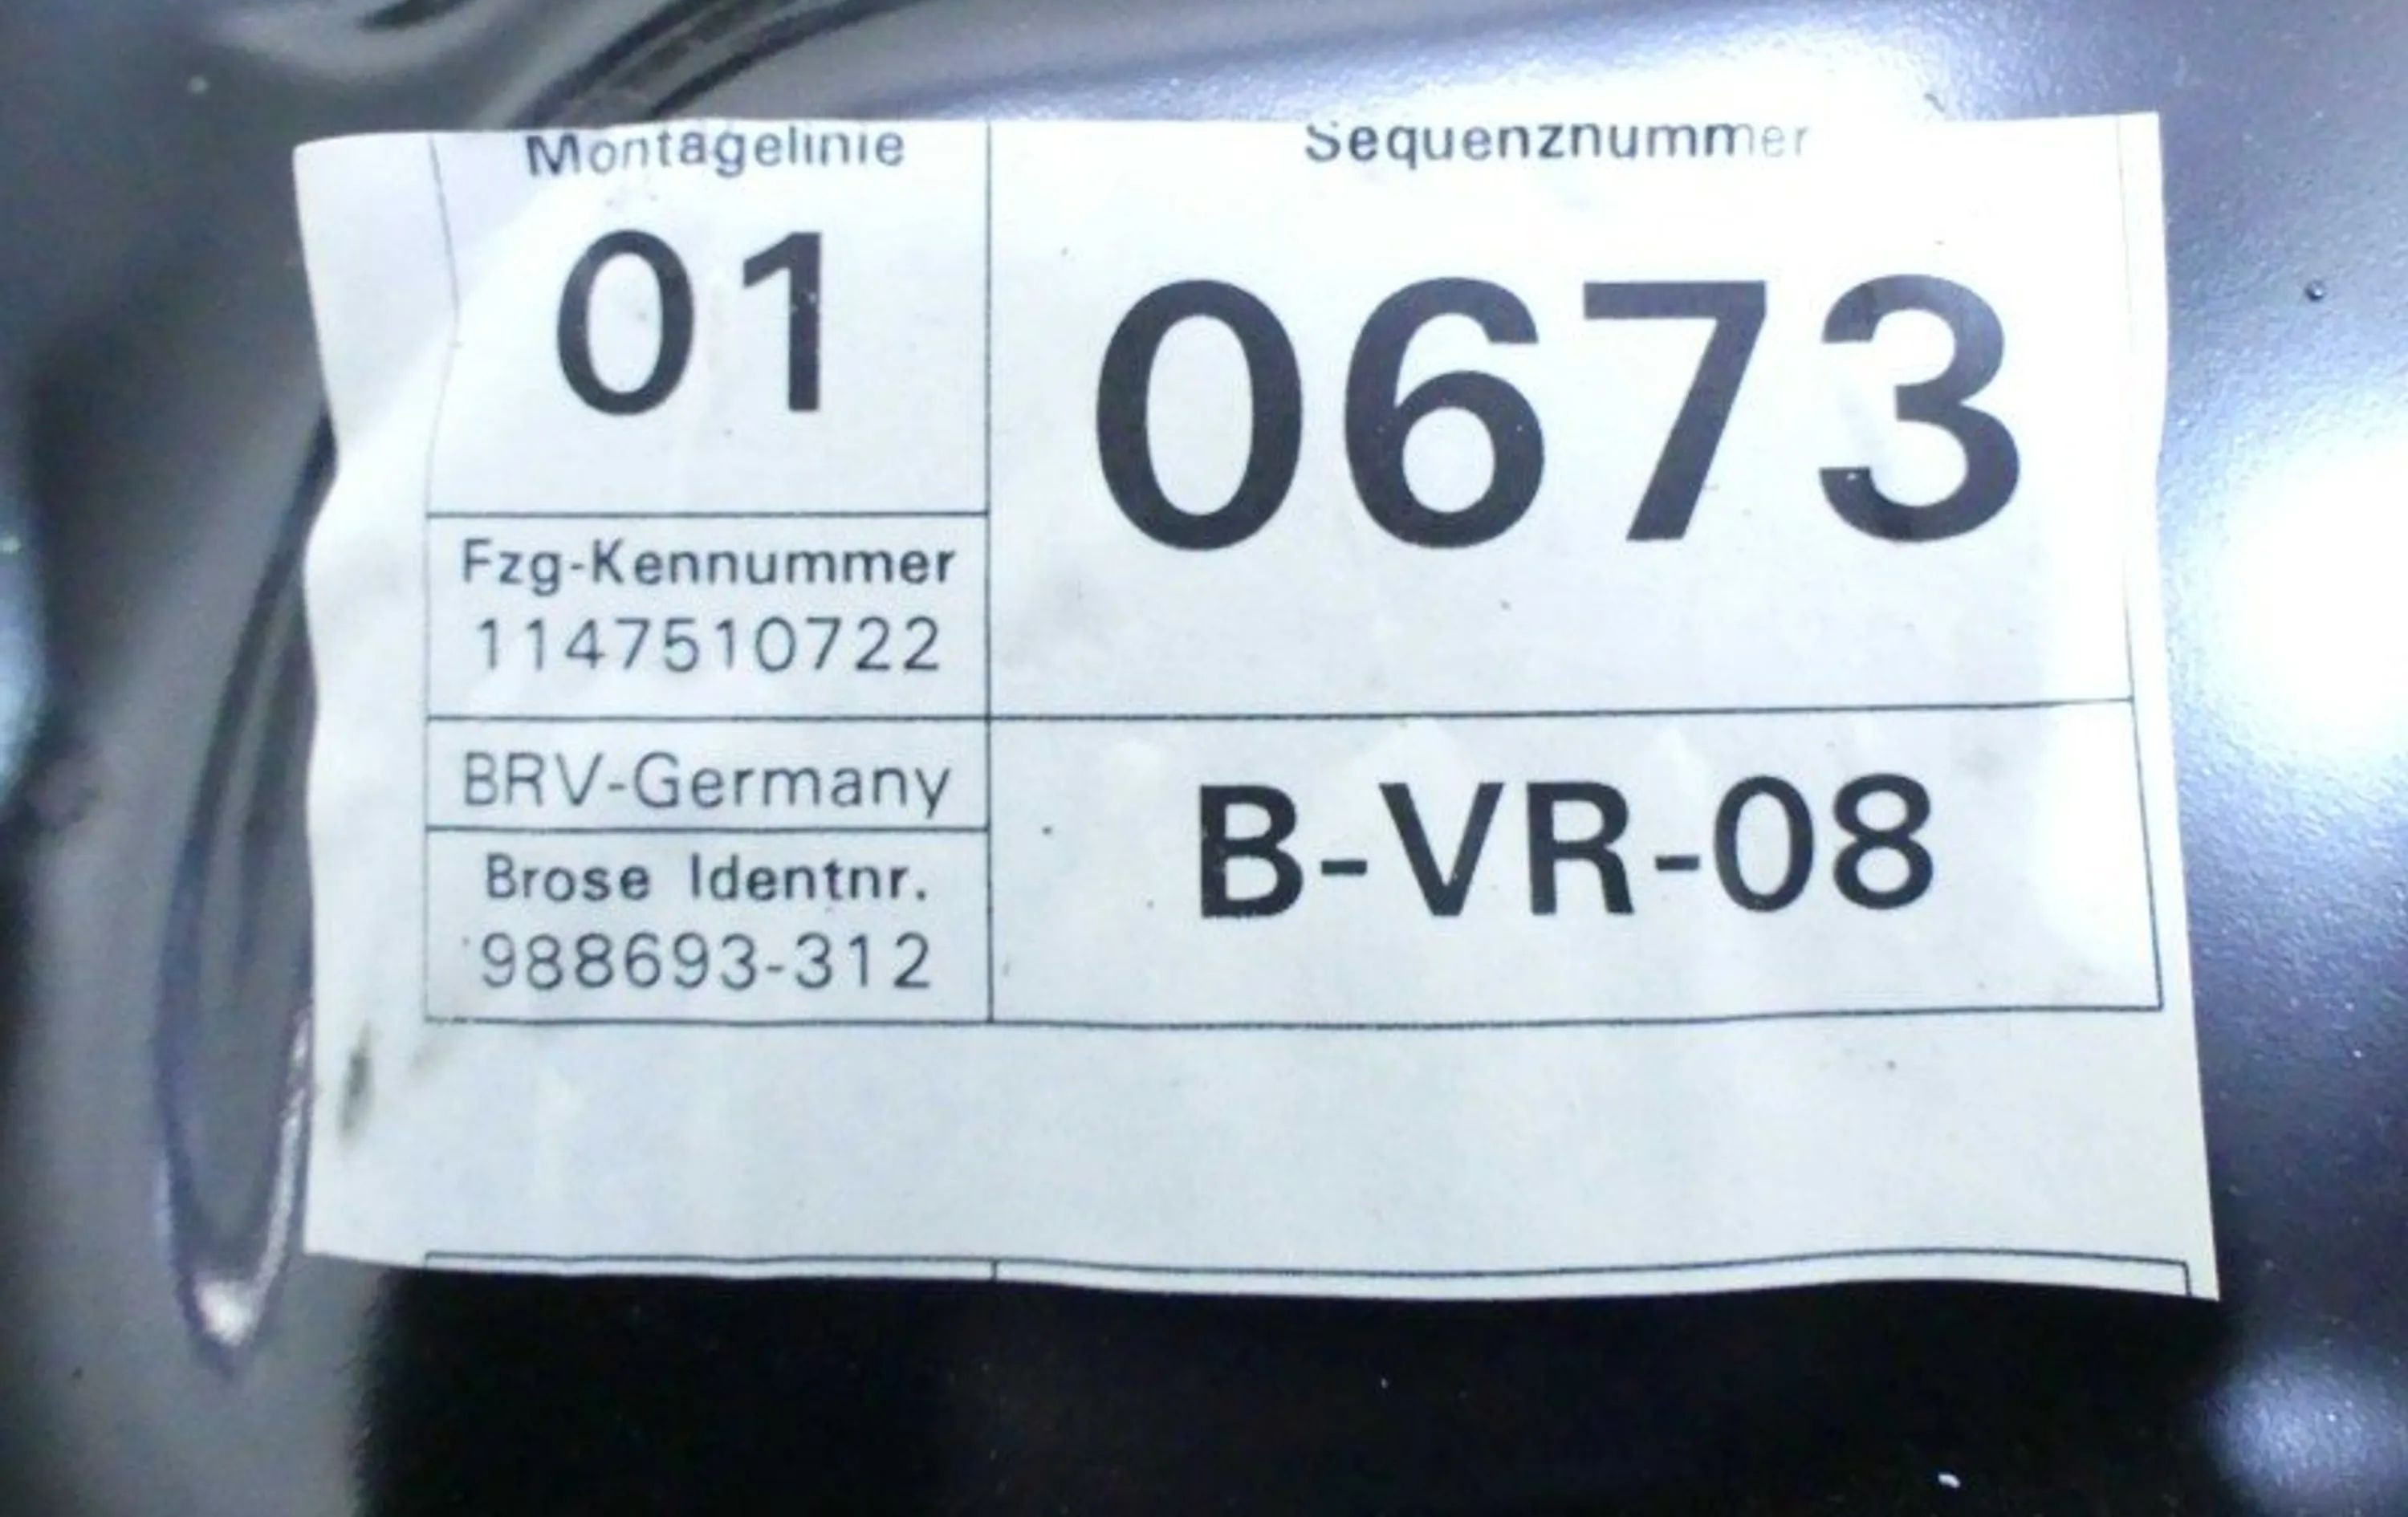 Montagelinie
01
Sequenznummer
0673
Fzg-Kennummer
1147510722
BRV-Germany
Brose Identnr.
988693-312
B-VR-08